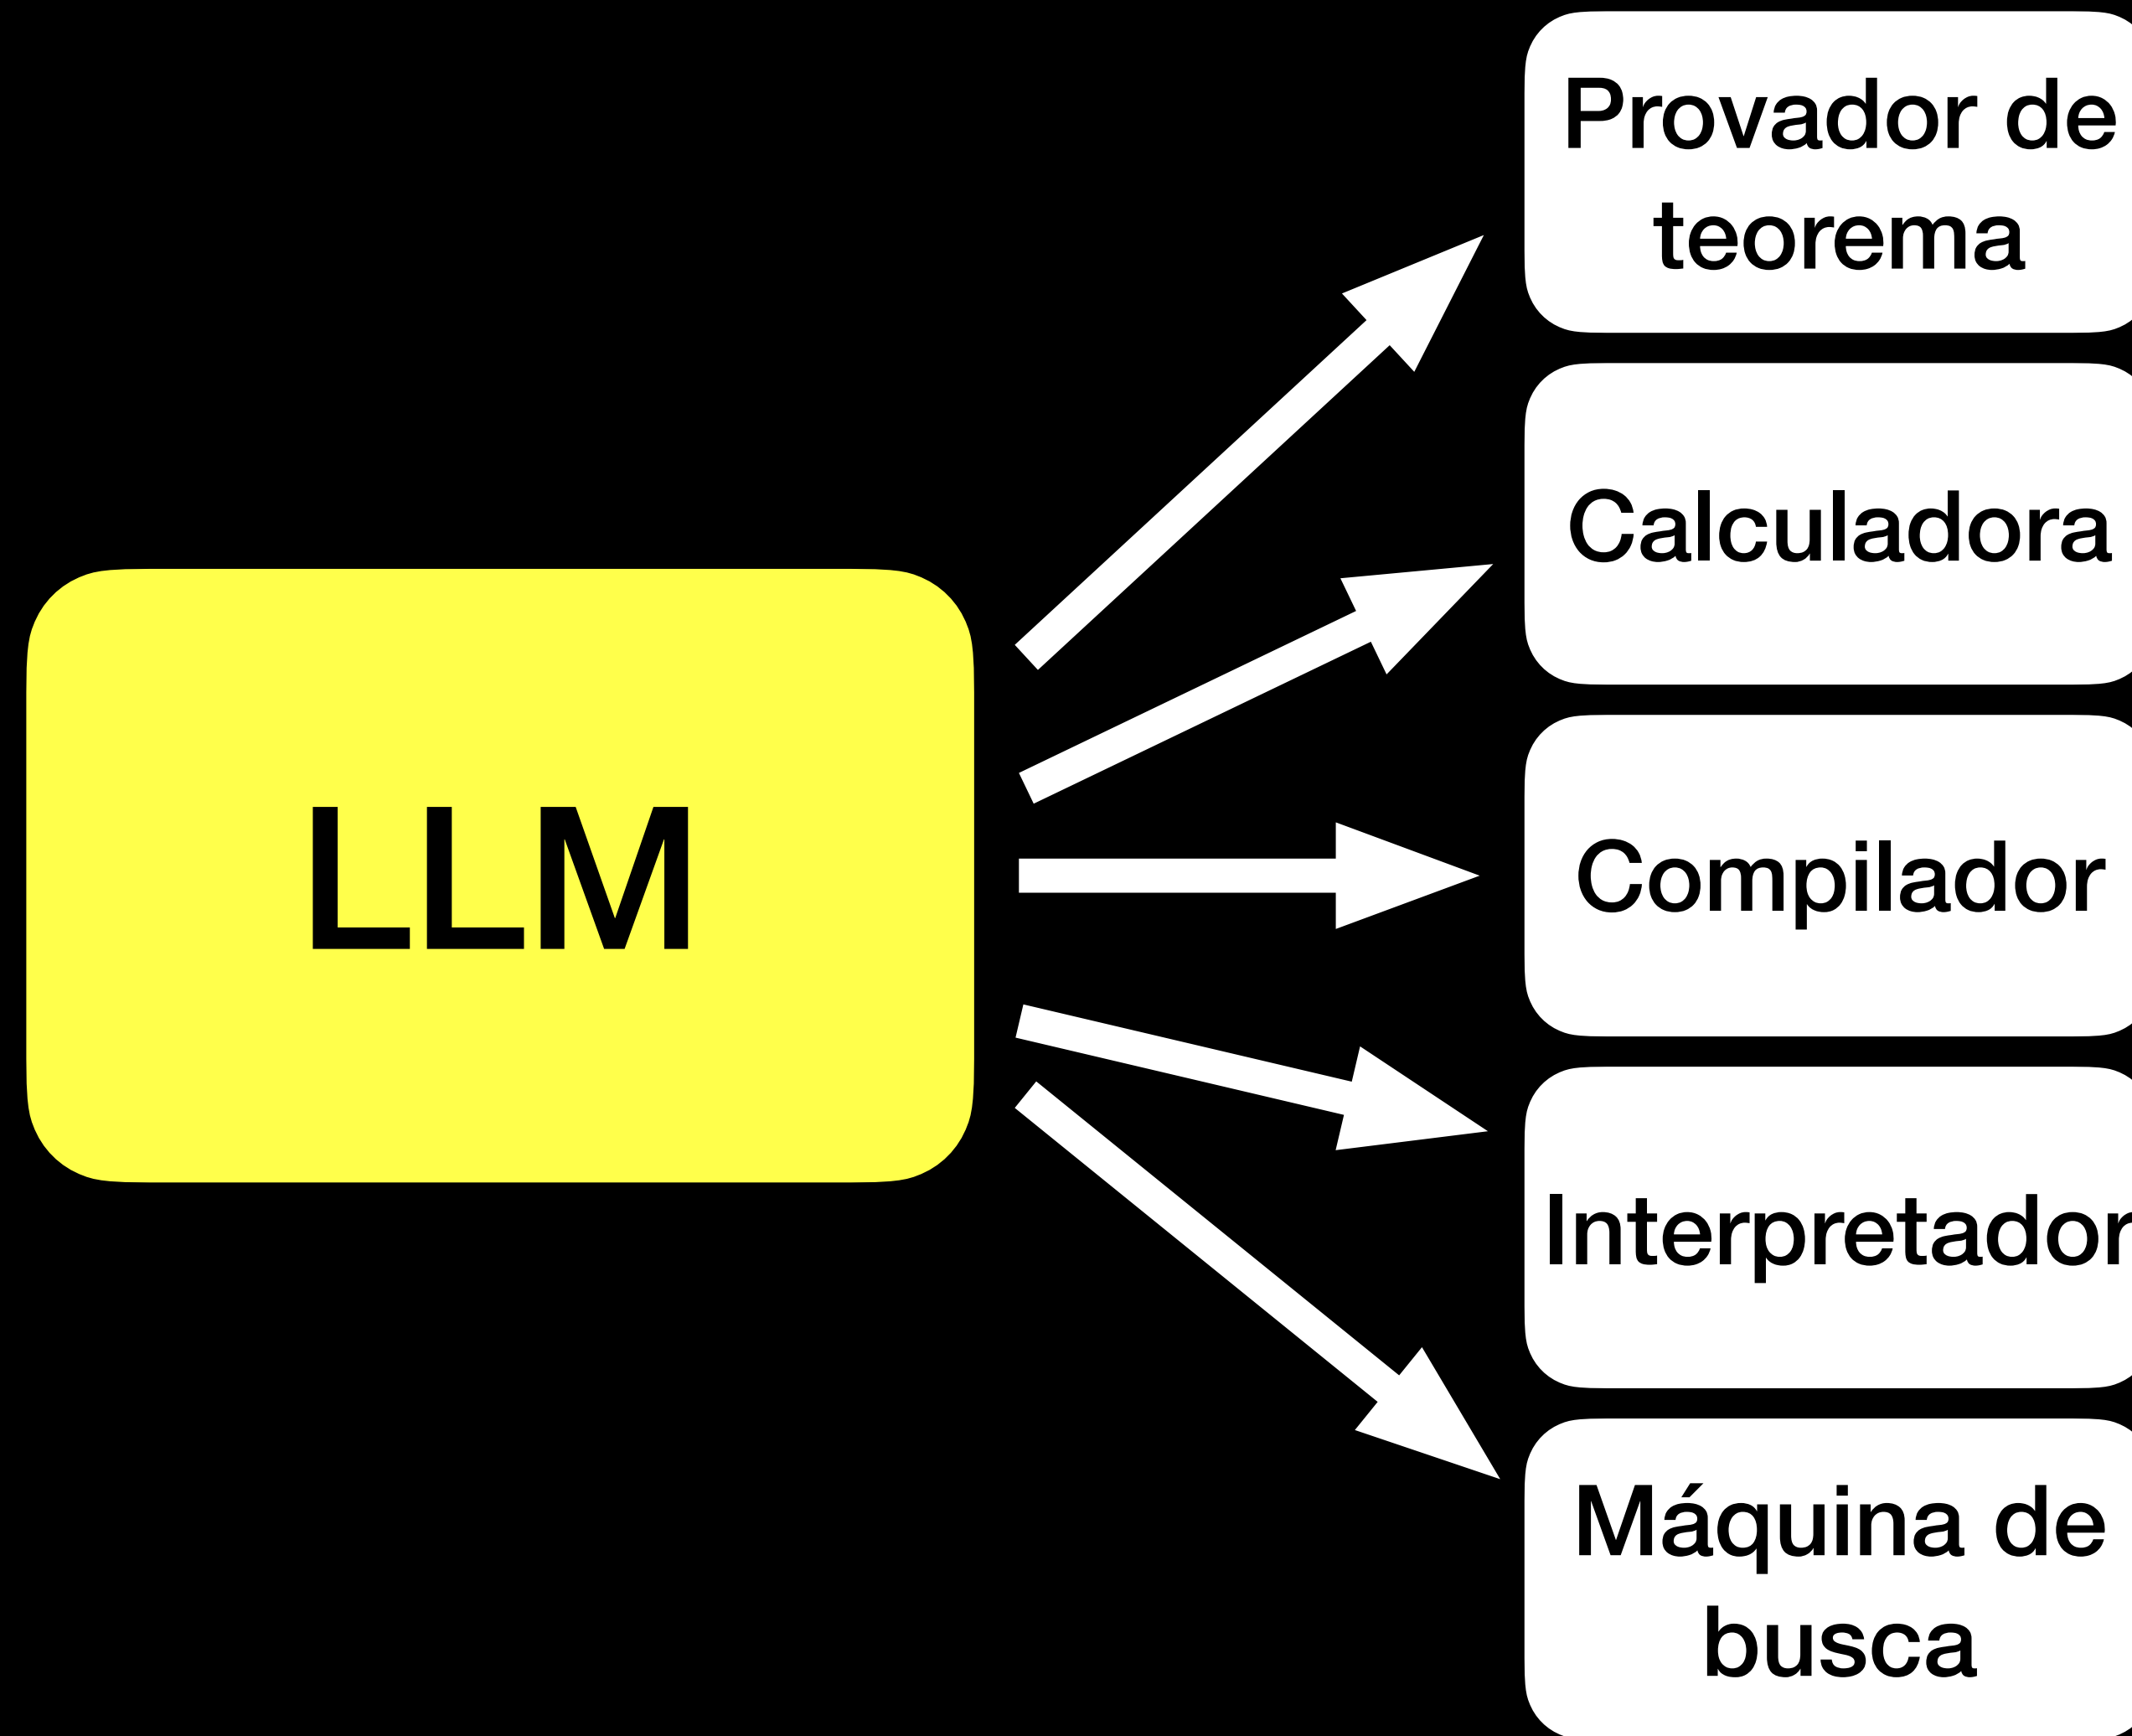 Provador de
teorema
Calculadora
LLM
Compilador
Interpretador
Máquina de
busca